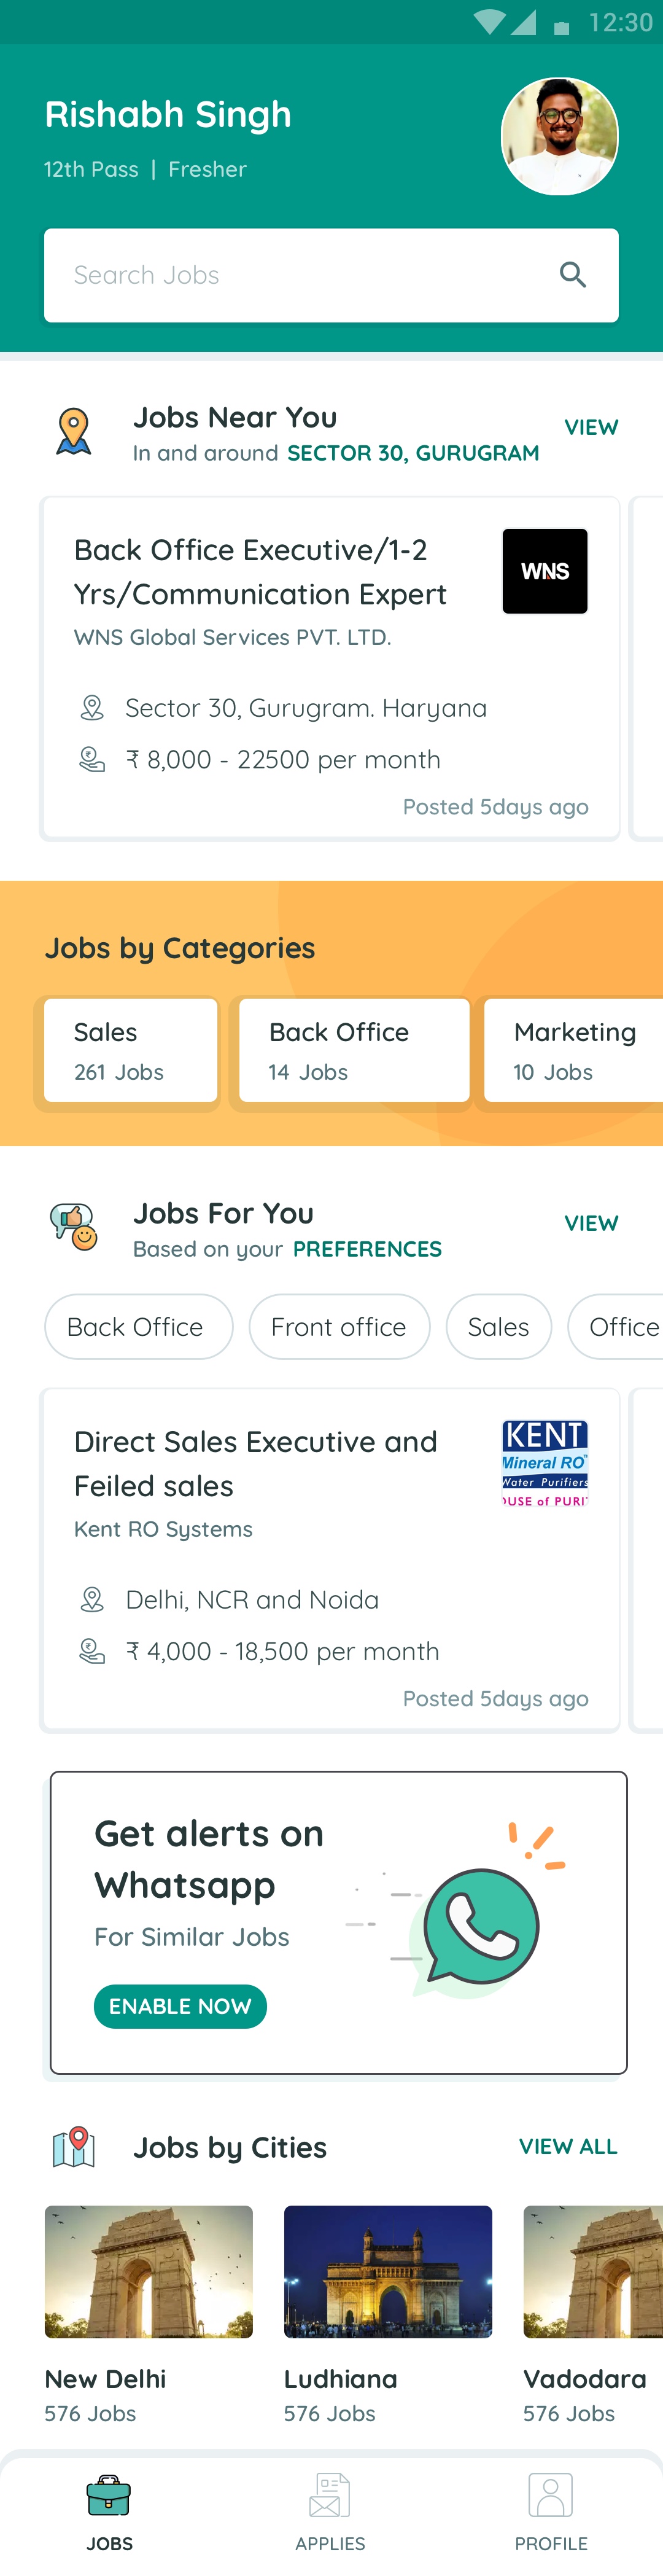 12:30
Rishabh Singh
12th Pass | Fresher
Search Jobs
Jobs Near You
VIEW
In and around SECTOR 30, GURUGRAM
Back Office Executive/1-2
Yrs/Communication Expert
WNS
WNS Global Services PVT. LTD.
Sector 30, Gurugram. Haryana
₹ 8,000 - 22500 per month
Posted 5days ago
Jobs by Categories
Sales
261 Jobs
Back Office
14 Jobs
Marketing
10 Jobs
Jobs For You
VIEW
Based on your PREFERENCES
Back Office
Front office
Sales
Office
Direct Sales Executive and
Feiled sales
KENT
Mineral RO
Water Purifiers
OUSE of PURI
Kent RO Systems
Delhi, NCR and Noida
₹ 4,000 - 18,500 per month
Posted 5days ago
Get alerts on
Whatsapp
For Similar Jobs
ENABLE NOW
Jobs by Cities
VIEW ALL
New Delhi
576 Jobs
Ludhiana
576 Jobs
Vadodara
576 Jobs
JOBS
APPLIES
PROFILE